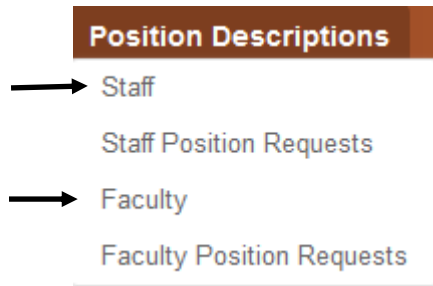 Position Descriptions
Staff
Staff Position Requests
Faculty
Faculty Position Requests